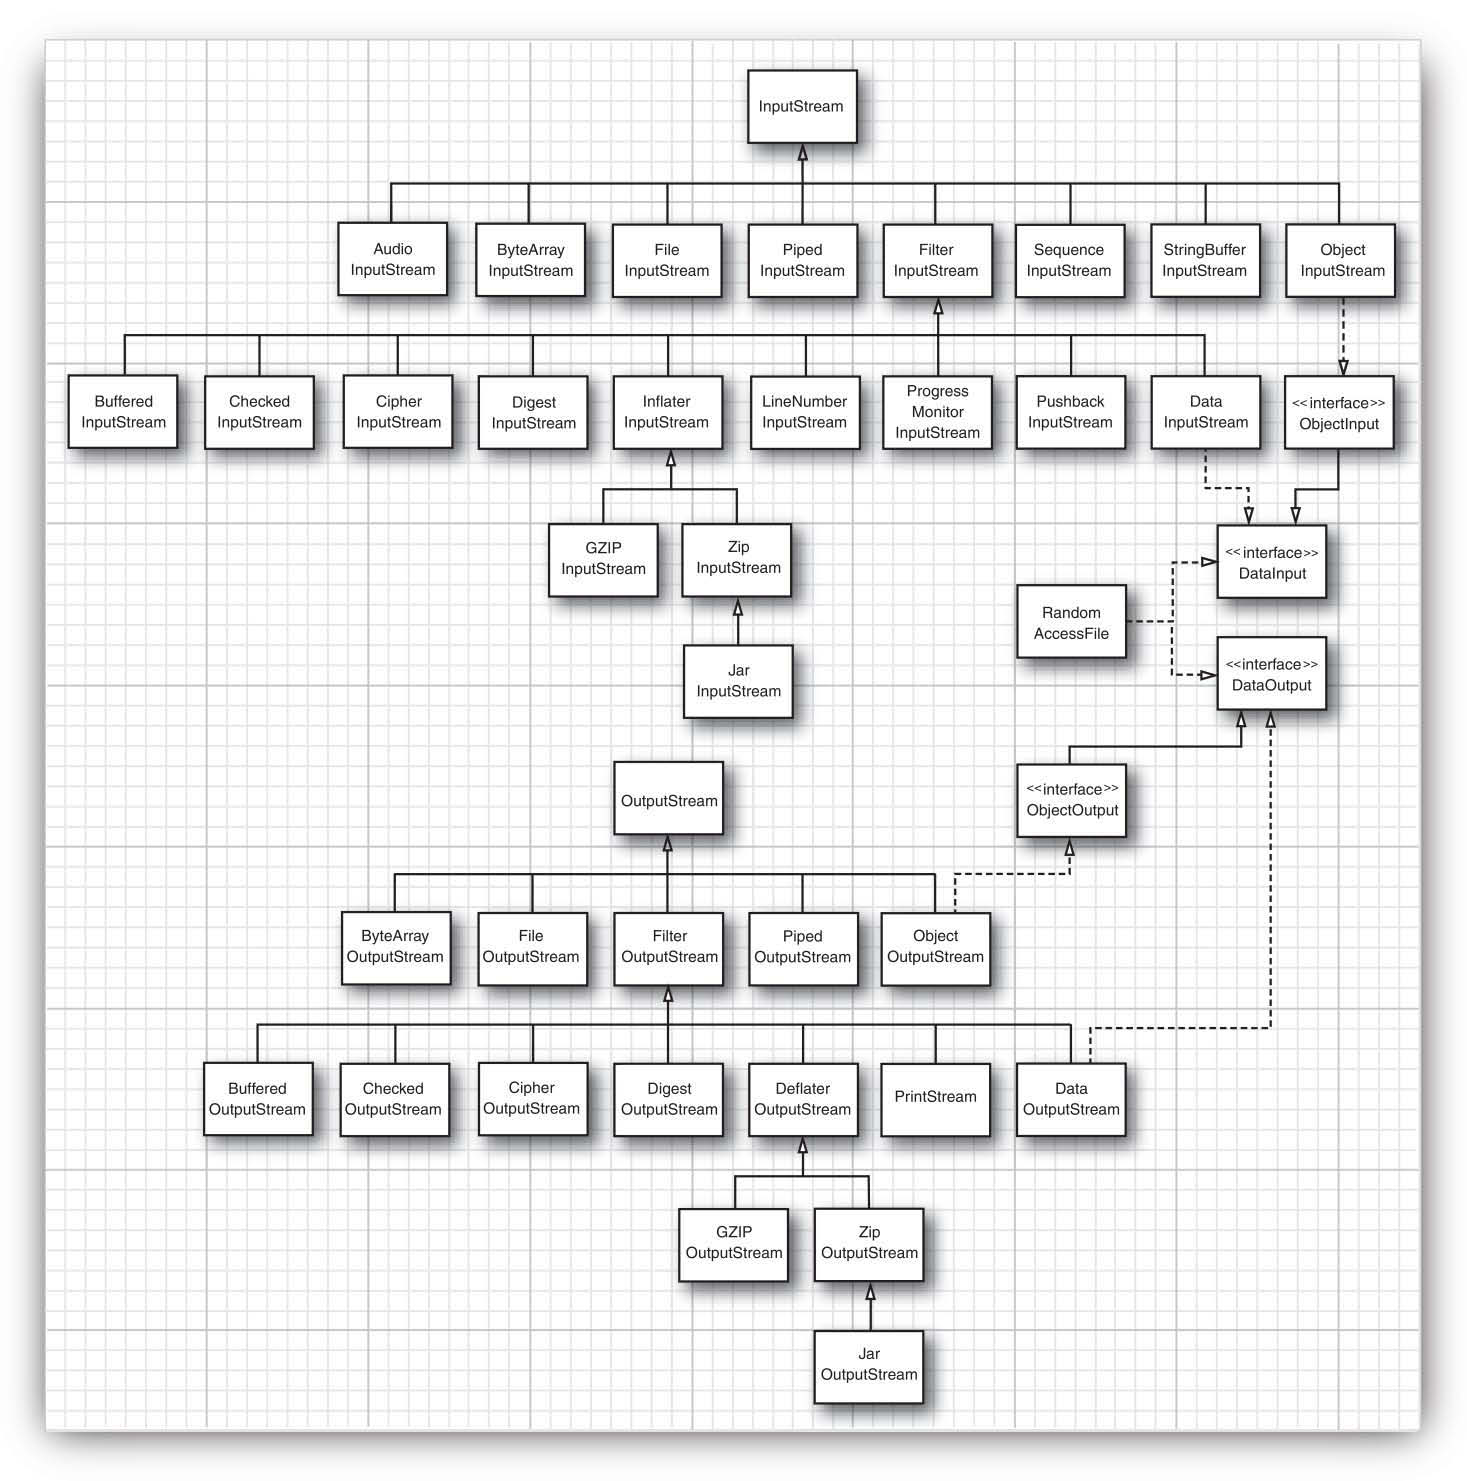 InputStream
Audio
InputStream
ByteArray
InputStream
File
InputStream
Piped
InputStream
Filter
InputStream
Sequence
InputStream
StringBuffer
InputStream
Object
InputStream
Buffered
InputStream
Checked
InputStream
Cipher
InputStream
Digest
InputStream
Inflater
InputStream
LineNumber
InputStream
Progress
Monitor
InputStream
Pushback
InputStream
Data
InputStream
<<interface>>
ObjectInput
GZIP
InputStream
Zip
InputStream
<<interface>>
DataInput
Random
AccessFile
Jar
InputStream
<<interface>>
DataOutput
OutputStream
<<interface>>
ObjectOutput
ByteArray
OutputStream
File
OutputStream
Filter
OutputStream
Piped
OutputStream
Object
OutputStream
Buffered
OutputStream
Checked
OutputStream
Cipher
OutputStream
Digest
OutputStream
Deflater
OutputStream
PrintStream
Data
OutputStream
GZIP
OutputStream
Zip
OutputStream
Jar
OutputStream